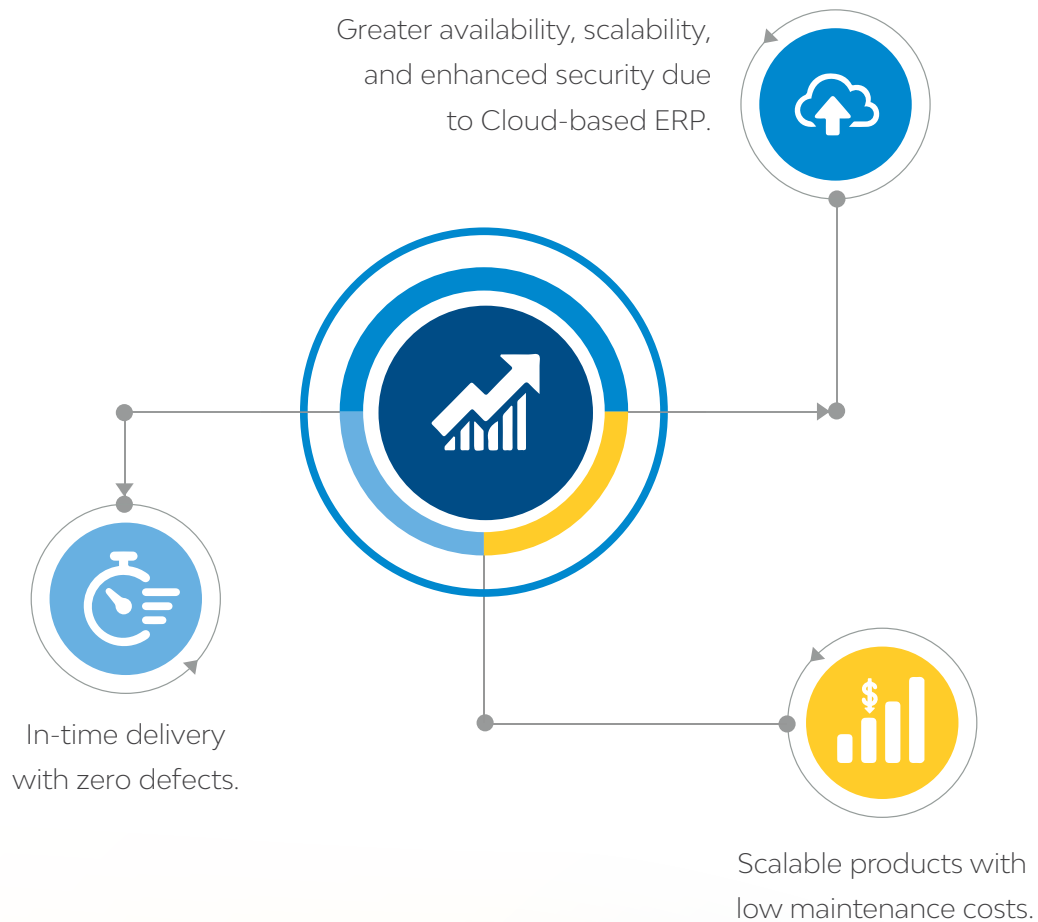 Greater availability, scalability,
and enhanced security due
to Cloud-based ERP.
In-time delivery
with zero defects.
$
Scalable products with
low maintenance costs.